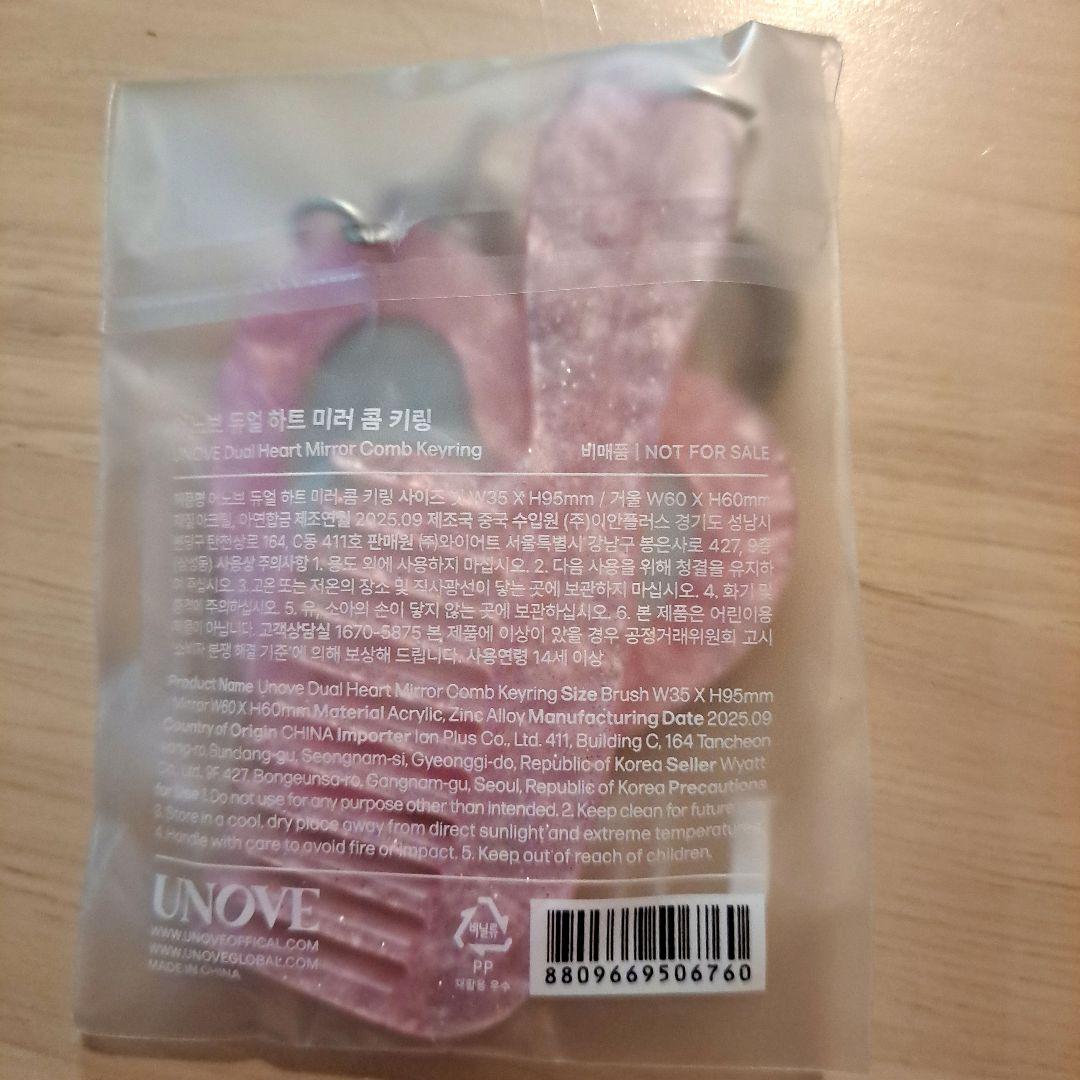 듀얼 하트 미러 콤 키링
UNOVE Dual Heart Mirror Comb Keyring
비매품 | NOT FOR SALE
제품명 어노브 듀얼 하트 미러 콤 키링 사이즈 빗 W35 X H95mm / 거울 W60 X H60mm
재질 아크릴, 아연합금 제조연월 2025.09 제조국 중국 수입원 (주)이안플러스 경기도 성남시
분당구 탄천상로 164, C동 411호 판매원 ㈜와이어트 서울특별시 강남구 봉은사로 427, 9층
(삼성동) 사용상 주의사항 1. 용도 외에 사용하지 마십시오. 2. 다음 사용을 위해 청결을 유지하
여 주십시오. 3. 고온 또는 저온의 장소 및 직사광선이 닿는 곳에 보관하지 마십시오. 4. 화기 및
충격에 주의하십시오. 5. 유, 소아의 손이 닿지 않는 곳에 보관하십시오. 6. 본 제품은 어린이용
제품이 아닙니다. 고객상담실 1670-5875 본 제품에 이상이 있을 경우 공정거래위원회 고시
소비자 분쟁 해결 기준에 의해 보상해 드립니다. 사용연령 14세 이상
Product Name Unove Dual Heart Mirror Comb Keyring Size Brush W35 X H95mm
Mirror W60 X H60mm Material Acrylic, Zinc Alloy Manufacturing Date 2025.09
Country of Origin CHINA Importer Ian Plus Co., Ltd. 411, Building C, 164 Tancheon
sang-ro, Bundang-gu, Seongnam-si, Gyeonggi-do, Republic of Korea Seller Wyatt
Co., Ltd. 9F 427, Bongeunsa-ro, Gangnam-gu, Seoul, Republic of Korea Precautions
for Use 1. Do not use for any purpose other than intended. 2. Keep clean for future
3. Store in a cool, dry place away from direct sunlight and extreme temperatures.
4. Handle with care to avoid fire or impact. 5. Keep out of reach of children.
UNOVE
WWW.UNOVEOFFICAL.COM
WWW.UNOVEGLOBAL.COM
MADE IN CHINA
비닐류
PP
재활용 우수
8809669506760